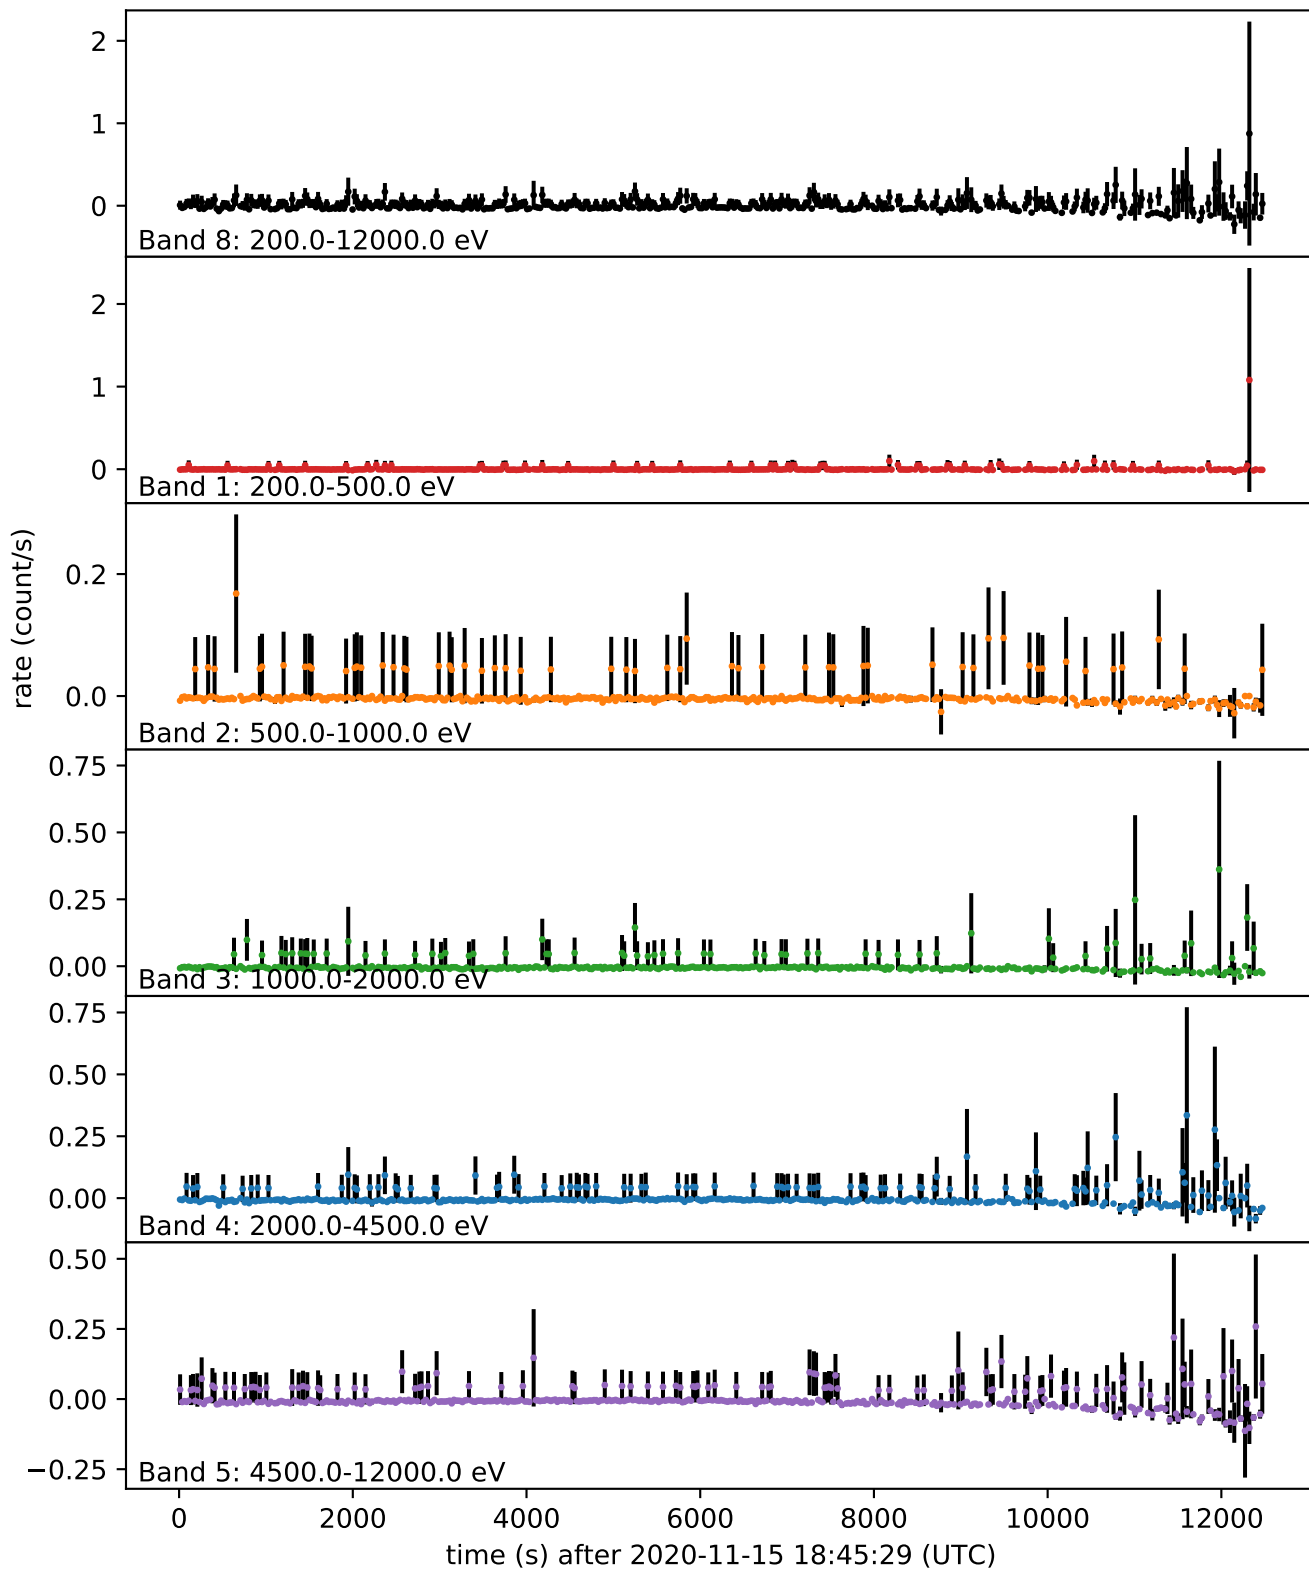 2
1
0
Band 8: 200.0-12000.0 eV
2
1
0
Band 1: 200.0-500.0 eV
rate (count/s)
0.2
0.0
Band 2: 500.0-1000.0 eV
0.75
0.50
0.25
0.00
Band 3: 1000.0-2000.0 eV
0.75
0.50
0.25
0.00
Band 4: 2000.0-4500.0 eV
0.50
0.25
0.00
−0.25
Band 5: 4500.0-12000.0 eV
0 2000 4000 6000 8000 10000 12000
time (s) after 2020-11-15 18:45:29 (UTC)